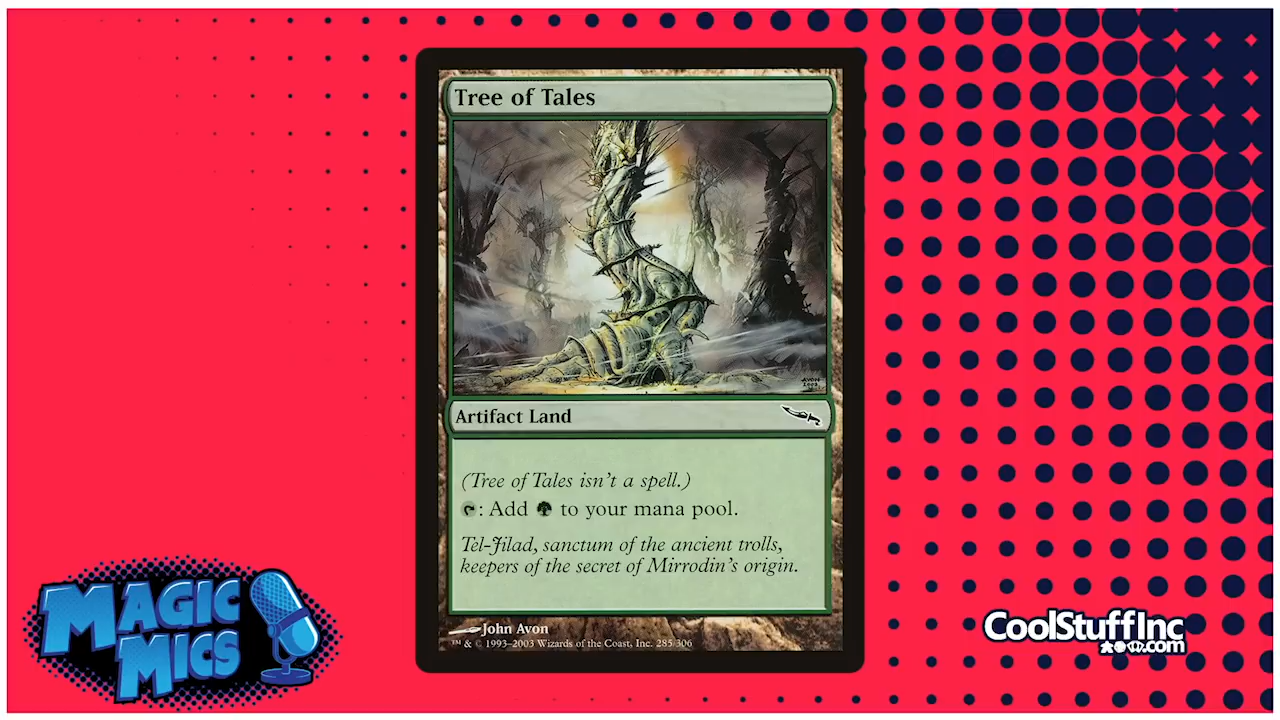 Tree of Tales
AVON
2003
Artifact Land
(Tree of Tales isn't a spell.)
: Add to your mana pool.
Tel-Jilad, sanctum of the ancient trolls,
keepers of the secret of Mirrodin's origin.
John Avon
™ & © 1993–2003 Wizards of the Coast, Inc. 285/306
MAGIC
MICS
CoolStuffInc
.com